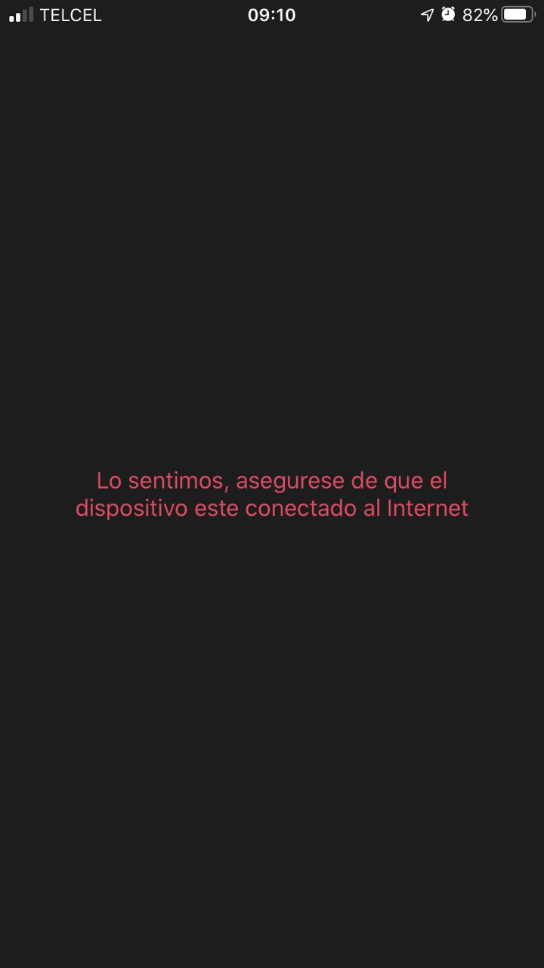 TELCEL 09:10 82%
Lo sentimos, asegurese de que el
dispositivo este conectado al Internet